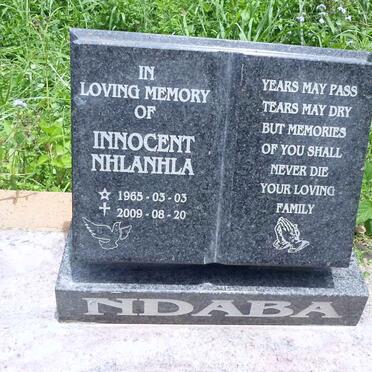 IN
LOVING MEMORY
OF
INNOCENT
NHLANHLA
1965-03-03
2009-08-20
YEARS MAY PASS
TEARS MAY DRY
BUT MEMORIES
OF YOU SHALL
NEVER DIE
YOUR LOVING
FAMILY
NDABA